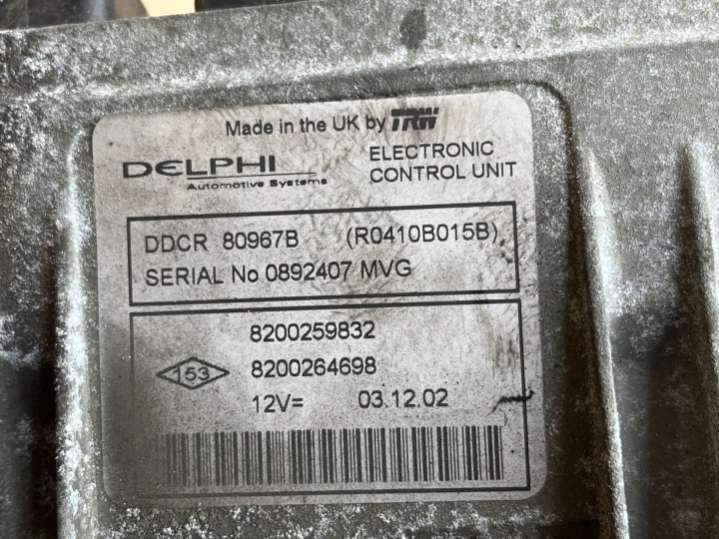 Made in the UK by TRW
DELPHI
Automotive Systems
ELECTRONIC
CONTROL UNIT
DDCR 80967B (R0410B015B)
SERIAL No 0892407 MVG
8200259832
153
8200264698
12V= 03.12.02